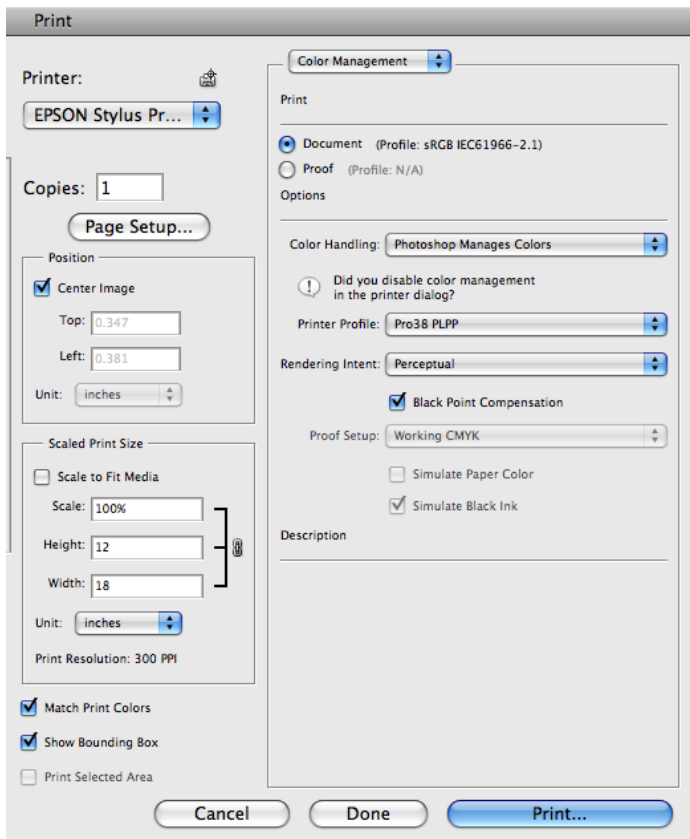 Print
Printer:
EPSON Stylus Pr...
Copies: 1
Page Setup...
Position
Center Image
Top: 0.347
Left: 0.381
Unit: inches
Scaled Print Size
Scale to Fit Media
Scale: 100%
Height: 12
Width: 18
Unit: inches
Print Resolution: 300 PPI
Match Print Colors
Show Bounding Box
Print Selected Area
Color Management
Print
Document (Profile: sRGB IEC61966-2.1)
Proof (Profile: N/A)
Options
Color Handling: Photoshop Manages Colors
Did you disable color management
in the printer dialog?
Printer Profile: Pro38 PLPP
Rendering Intent: Perceptual
Black Point Compensation
Proof Setup: Working CMYK
Simulate Paper Color
Simulate Black Ink
Description
Cancel
Done
Print...